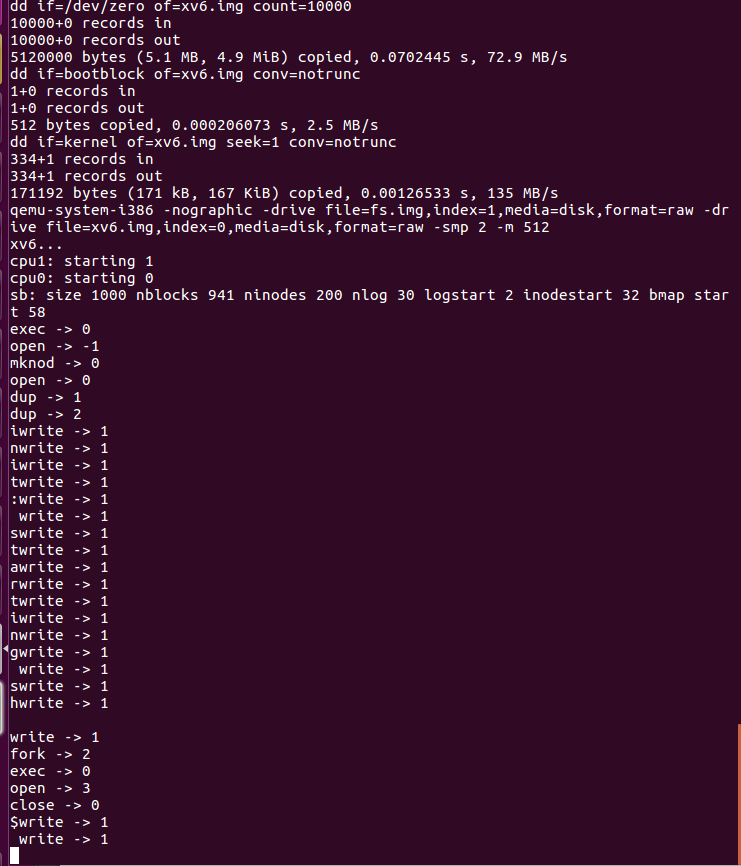 dd if=/dev/zero of=xv6.img count=10000
10000+0 records in
10000+0 records out
5120000 bytes (5.1 MB, 4.9 MiB) copied, 0.0702445 s, 72.9 MB/s
dd if=bootblock of=xv6.img conv=notrunc
1+0 records in
1+0 records out
512 bytes copied, 0.000206073 s, 2.5 MB/s
dd if=kernel of=xv6.img seek=1 conv=notrunc
334+1 records in
334+1 records out
171192 bytes (171 kB, 167 KiB) copied, 0.00126533 s, 135 MB/s
qemu-system-i386 -nographic -drive file=fs.img,index=1,media=disk,format=raw -dr
ive file=xv6.img,index=0,media=disk,format=raw -smp 2 -m 512
xv6...
cpu1: starting 1
cpu0: starting 0
sb: size 1000 nblocks 941 ninodes 200 nlog 30 logstart 2 inodestart 32 bmap star
t 58
exec -> 0
open -> -1
mknod -> 0
open -> 0
dup -> 1
dup -> 2
iwrite -> 1
nwrite -> 1
iwrite -> 1
twrite -> 1
:write -> 1
 write -> 1
swrite -> 1
twrite -> 1
awrite -> 1
rwrite -> 1
twrite -> 1
iwrite -> 1
nwrite -> 1
gwrite -> 1
 write -> 1
swrite -> 1
hwrite -> 1

write -> 1
fork -> 2
exec -> 0
open -> 3
close -> 0
$write -> 1
 write -> 1